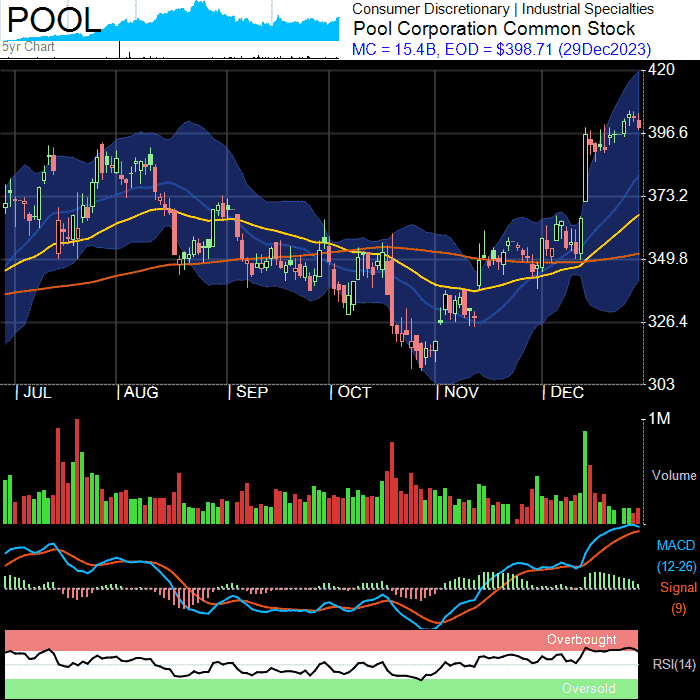 POOL
5yr Chart
Consumer Discretionary | Industrial Specialties
Pool Corporation Common Stock
MC = 15.4B, EOD = $398.71 (29Dec2023)
420
396.6
373.2
349.8
326.4
303
| JUL | AUG | SEP | OCT | NOV | DEC
1M
Volume
MACD
(12-26)
Signal
(9)
Overbought
RSI(14)
Oversold